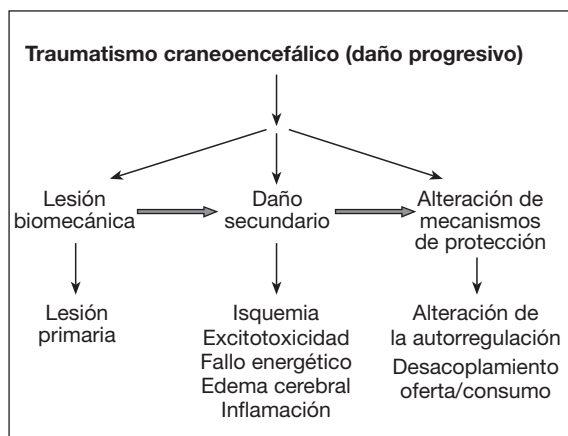 Traumatismo craneoencefálico (daño progresivo)
Lesión
biomecánica
Daño
secundario
Alteración de
mecanismos
de protección
Lesión
primaria
Isquemia
Excitotoxicidad
Fallo energético
Edema cerebral
Inflamación
Alteración de
la autorregulación
Desacoplamiento
oferta/consumo